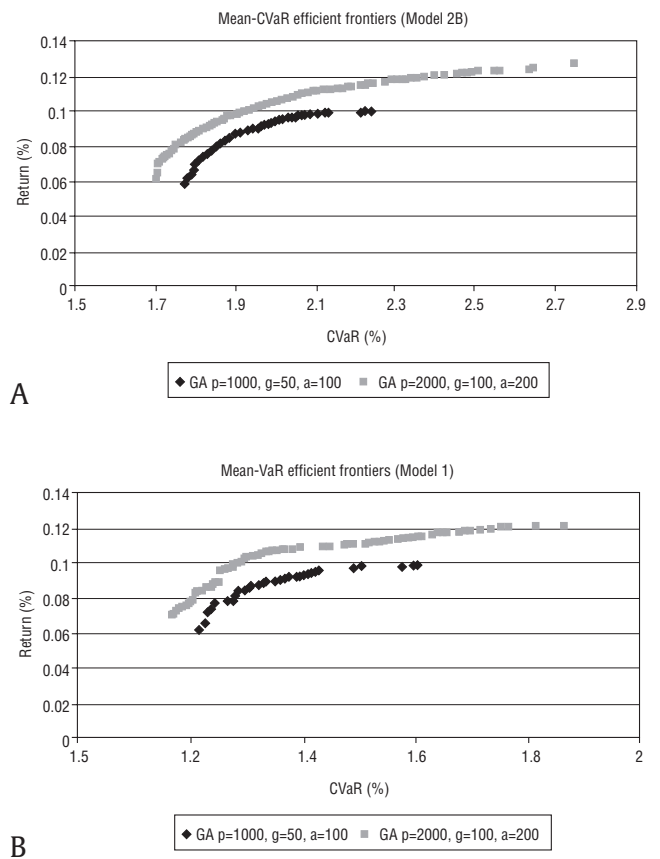 Mean-CVaR efficient frontiers (Model 2B)
0.14
0.12
0.1
0.08
0.06
0.04
0.02
0
Return (%)
1.5 1.7 1.9 2.1 2.3 2.5 2.7 2.9
CVaR (%)
GA p=1000, g=50, a=100 GA p=2000, g=100, a=200
A
Mean-VaR efficient frontiers (Model 1)
0.14
0.12
0.1
0.08
0.06
0.04
0.02
0
Return (%)
1.5 1.2 1.4 1.6 1.8 2
CVaR (%)
GA p=1000, g=50, a=100 GA p=2000, g=100, a=200
B